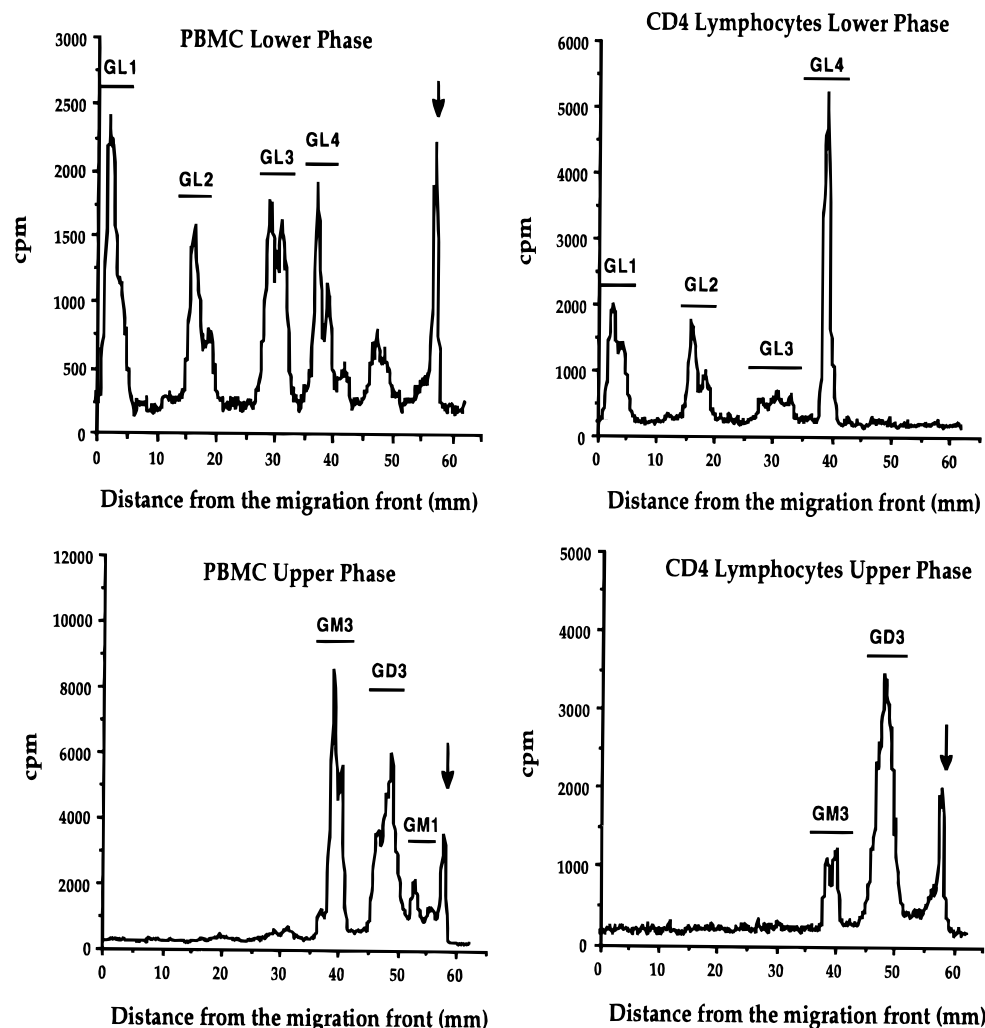 PBMC Lower Phase
3000
2500
2000
1500
1000
500
0
cpm
GL1
GL2
GL3
GL4
0 10 20 30 40 50 60
Distance from the migration front (mm)
CD4 Lymphocytes Lower Phase
6000
5000
4000
3000
2000
1000
0
cpm
GL1
GL2
GL3
GL4
0 10 20 30 40 50 60
Distance from the migration front (mm)
PBMC Upper Phase
12000
10000
8000
6000
4000
2000
0
cpm
GM3
GD3
GM1
0 10 20 30 40 50 60
Distance from the migration front (mm)
CD4 Lymphocytes Upper Phase
5000
4000
3000
2000
1000
0
cpm
GM3
GD3
0 10 20 30 40 50 60
Distance from the migration front (mm)